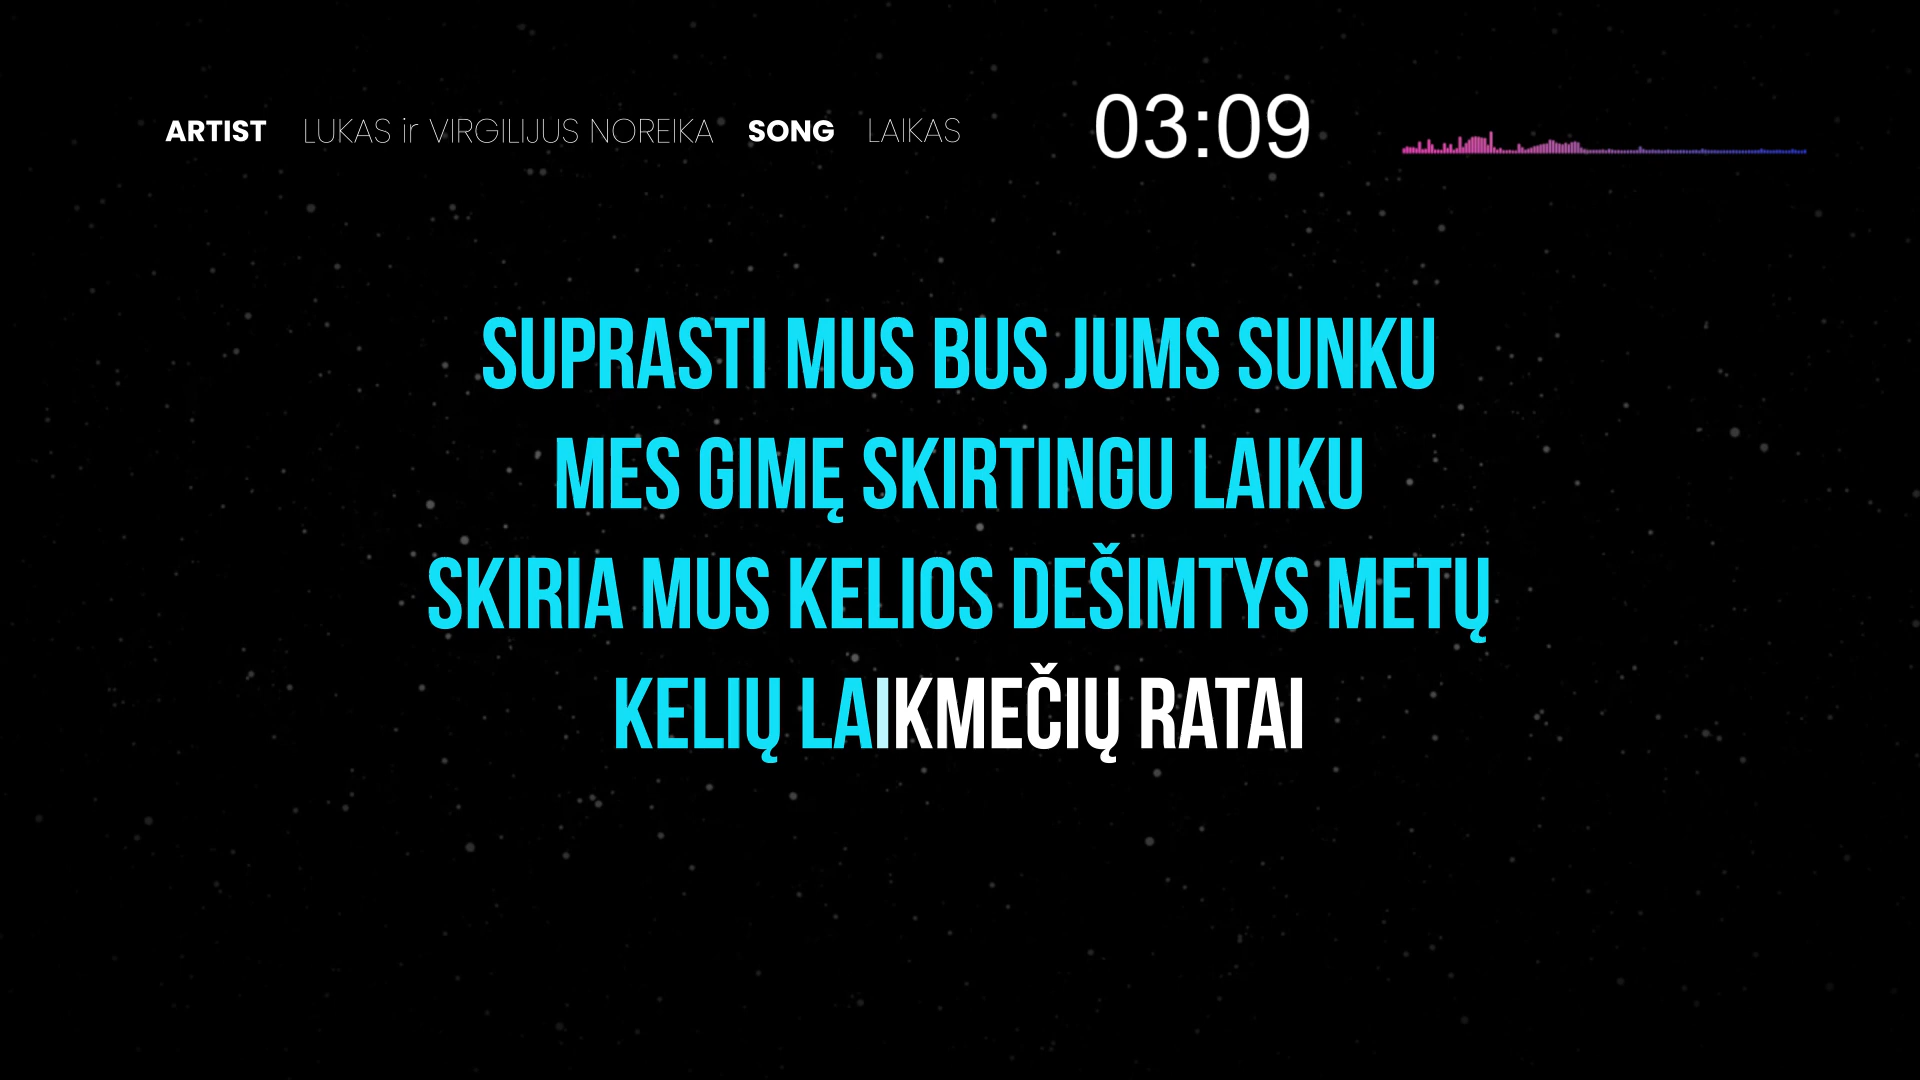 ARTIST LUKAS ir VIRGILIJUS NOREIKA SONG LAIKAS 03:09
SUPRASTI MUS BUS JUMS SUNKU
MES GIMĘ SKIRTINGU LAIKU
SKIRIA MUS KELIOS DEŠIMTYS METŲ
KELIŲ LAIKMEČIŲ RATAI